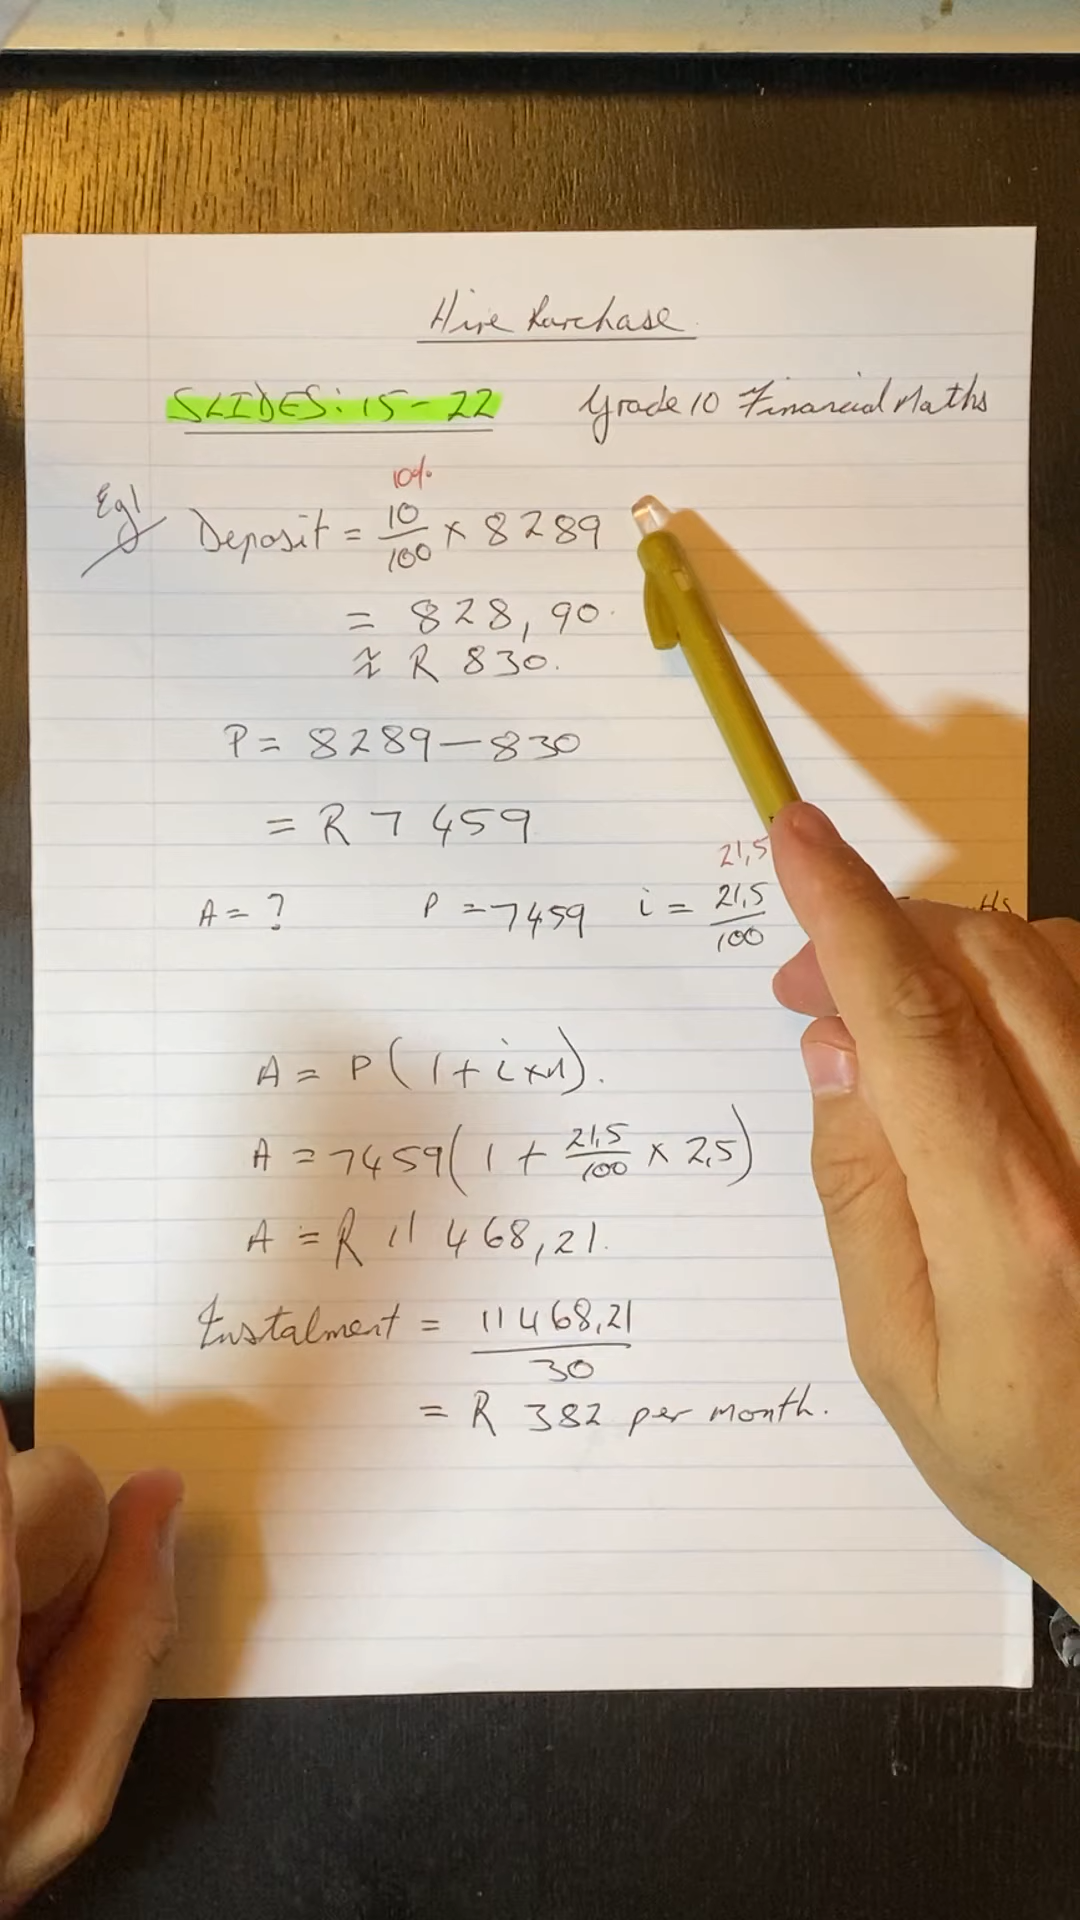 Hire Purchase
SLIDES: 15-22 Grade 10 Financial Maths
10%
Eg1 Deposit = 10/100 × 8289
= 828,90
≈ R 830.
P = 8289 - 830
= R 7 459
21,5
A = ? P = 7459 i = 21,5/100
A = P(1 + i×n).
A = 7459(1 + 21,5/100 × 2,5)
A = R 11 468,21.
Instalment = 11468,21/30
= R 382 per month.